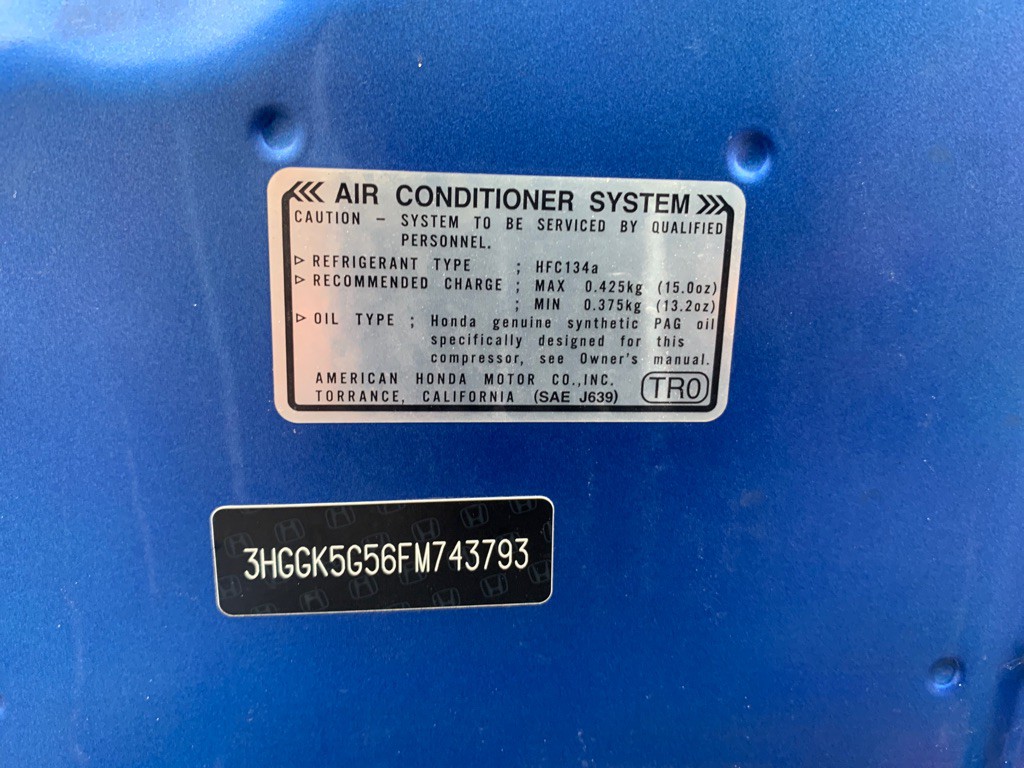 AIR CONDITIONER SYSTEM
CAUTION – SYSTEM TO BE SERVICED BY QUALIFIED
PERSONNEL.
▷ REFRIGERANT TYPE ; HFC134a
▷ RECOMMENDED CHARGE ; MAX 0.425kg (15.0oz)
; MIN 0.375kg (13.2oz)
▷ OIL TYPE ; Honda genuine synthetic PAG oil
specifically designed for this
compressor, see Owner's manual.
AMERICAN HONDA MOTOR CO.,INC.
TORRANCE, CALIFORNIA (SAE J639) TR0
3HGGK5G56FM743793